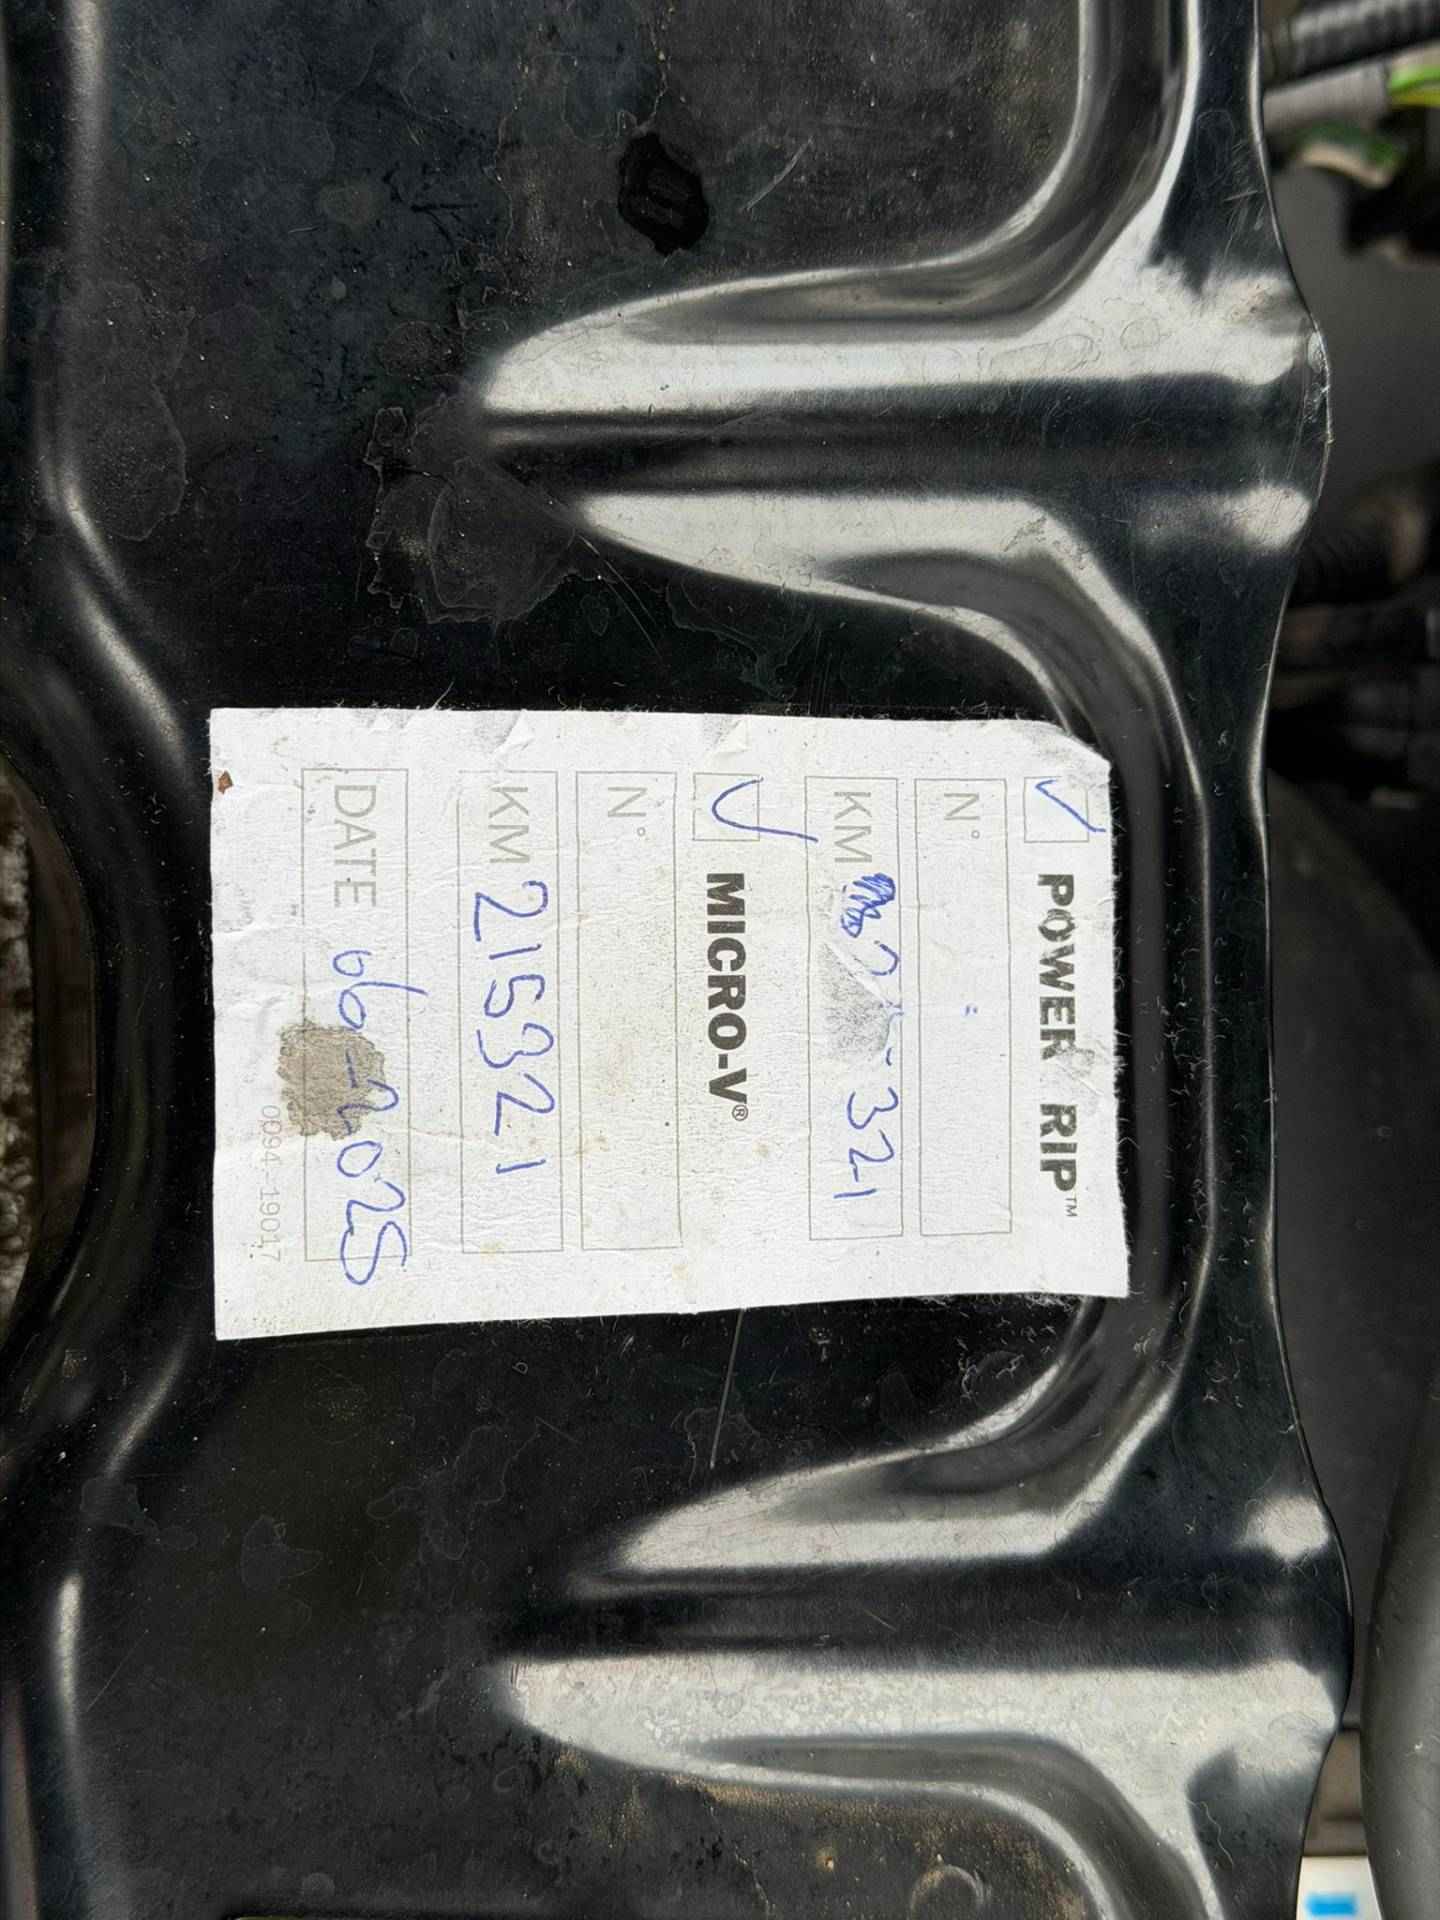 POWER RIP™
N°
KM 321
MICRO-V®
N°
KM 215321
DATE 06-2025
0094-19017